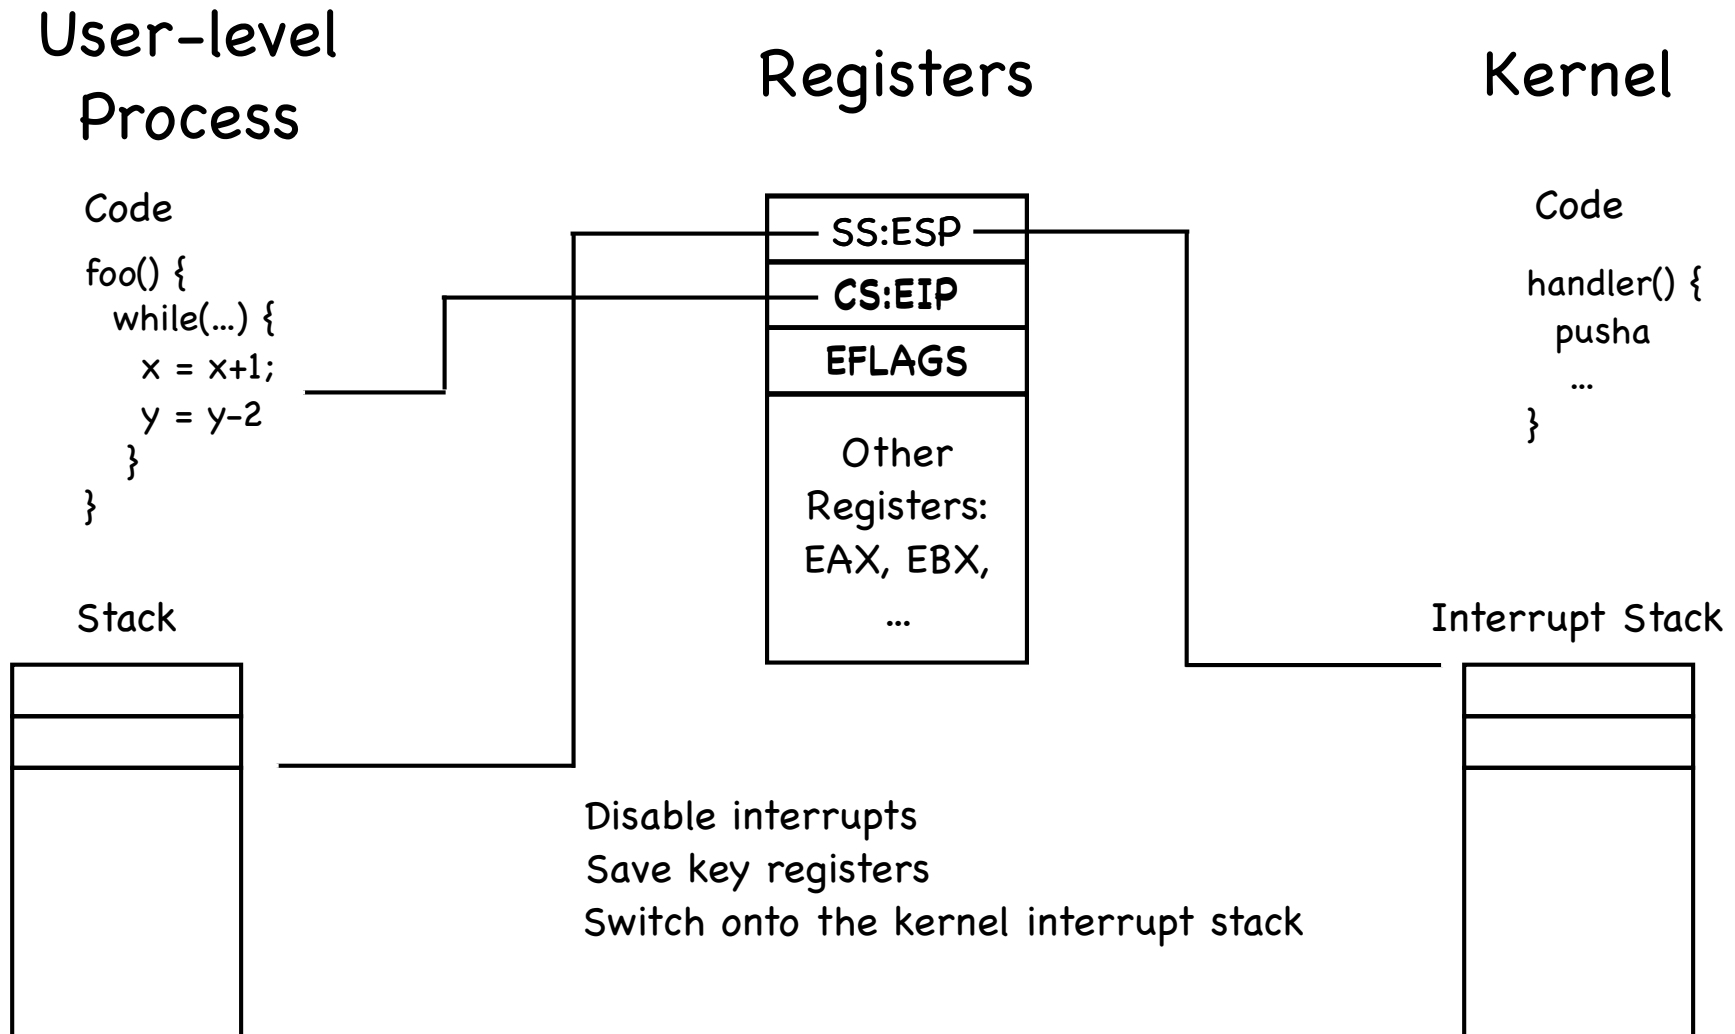 User-level
Process
Registers
Kernel
Code
foo() {
while(...) {
x = x+1;
y = y-2
}
}
Stack
SS:ESP
CS:EIP
EFLAGS
Other
Registers:
EAX, EBX,
...
Code
handler() {
pusha
...
}
Interrupt Stack
Disable interrupts
Save key registers
Switch onto the kernel interrupt stack